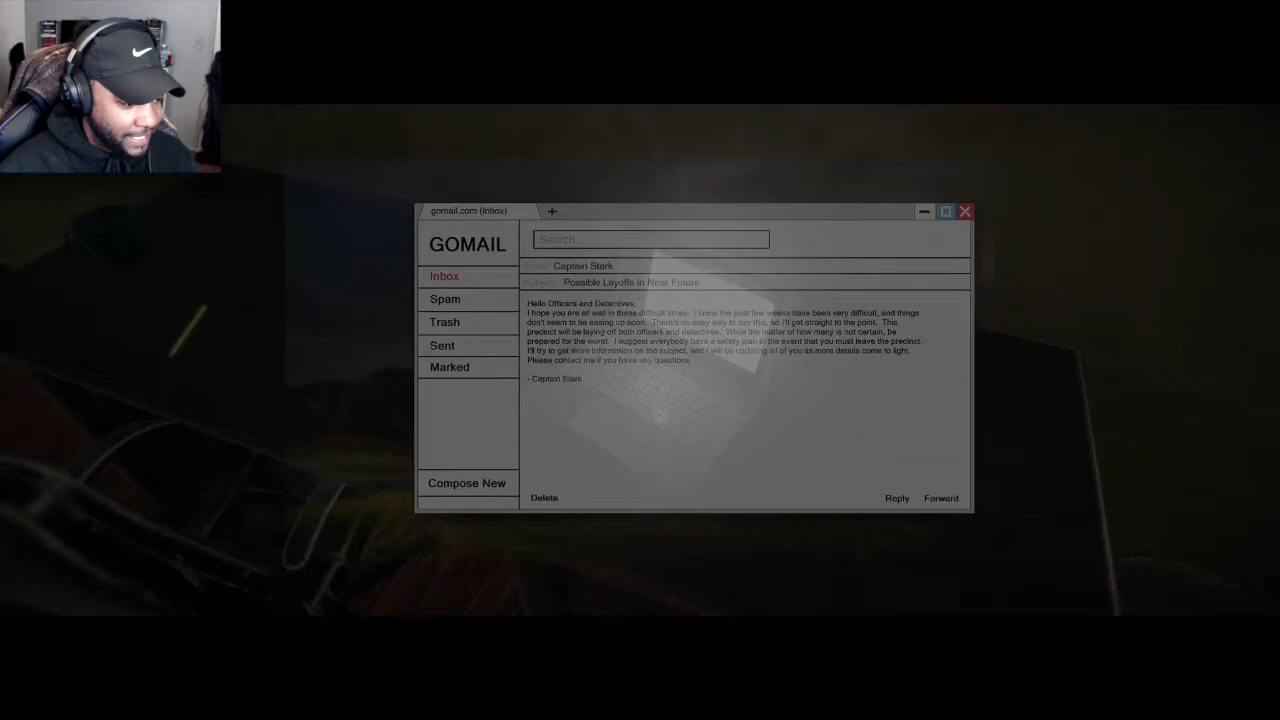 gomail.com (Inbox)
+
GOMAIL
Search...
Inbox
Spam
Trash
Sent
Marked
Compose New
From: Captain Stark
Subject: Possible Layoffs in Near Future
Hello Officers and Detectives,
I hope you are all well in these difficult times. I know the past few weeks have been very difficult, and things
don't seem to be easing up soon. There's no easy way to say this, so i'll get straight to the point. This
precinct will be laying off both officers and detectives. While the matter of how many is not certain, be
prepared for the worst. I suggest everybody have a safety plan in the event that you must leave the precinct.
I'll try to get more information on the subject, and I will be updating all of you as more details come to light.
Please contact me if you have any questions.
- Captain Stark
Delete
Reply
Forward